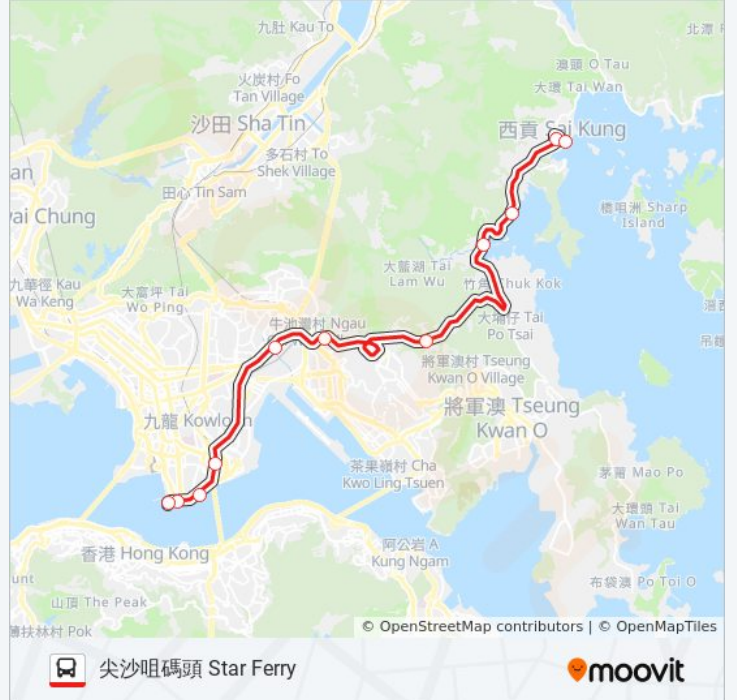 九肚 Kau To
北潭
澳頭 O Tau
火炭村 Fo
Tan Village
大環 Tai Wan
沙田 Sha Tin
西貢 Sai Kung
多石村 To
Shek Village
an
田心 Tin Sam
橋咀洲 Sharp
Island
wai Chung
大藍湖 Tai
Lam Wu
九華徑 Kau
Wa Keng
大窩坪 Tai
Wo Ping
竹角 Chuk Kok
牛池灣村 Ngau
大埔仔 Tai
Po Tsai
將軍澳村 Tseung
Kwan O Village
將軍澳 Tseung
Kwan O
九龍 Kowloon
茶果嶺村 Cha
Kwo Ling Tsuen
茅莆 Mao Po
大環頭 Tai
Wan Tau
香港 Hong Kong
阿公岩 A
Kung Ngam
布袋澳 Po Toi O
unt
山頂 The Peak
薄扶林村 Pok
© OpenStreetMap contributors | © OpenMapTiles
尖沙咀碼頭 Star Ferry
moovit